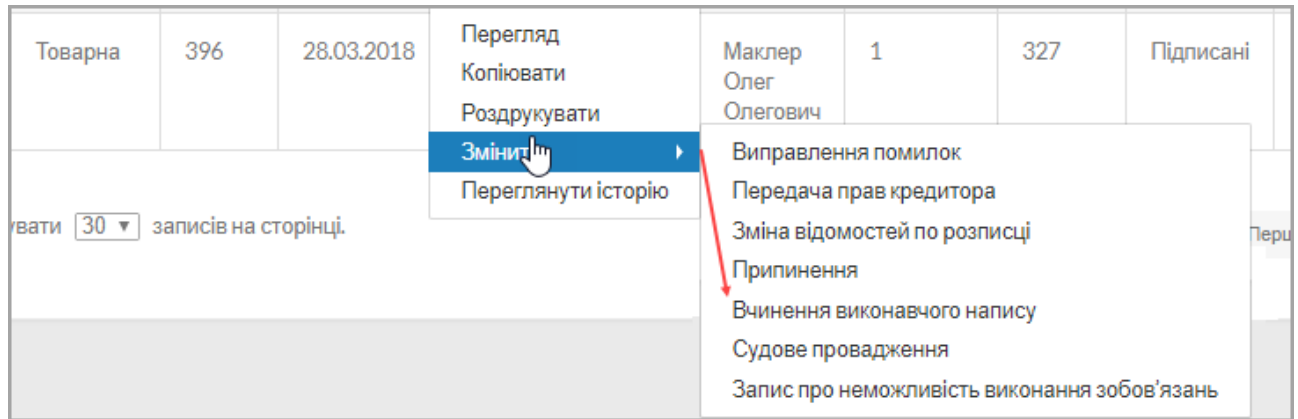 Товарна 396 28.03.2018 Маклер Олег Олегович 1 327 Підписані
Перегляд
Копіювати
Роздрукувати
Переглянути історію
Виправлення помилок
Передача прав кредитора
Зміна відомостей по розписці
Припинення
Вчинення виконавчого напису
Судове провадження
Запис про неможливість виконання зобов'язань
30 записів на сторінці.